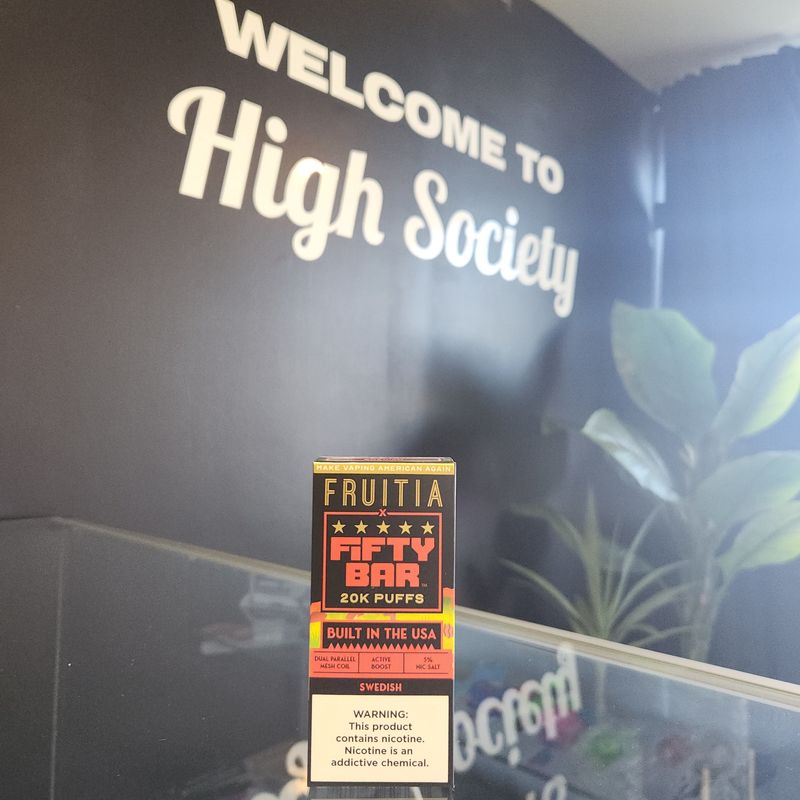 WELCOME TO
High Society
MAKE VAPING AMERICAN AGAIN
FRUITIA
X
FIFTY
BAR
20K PUFFS
BUILT IN THE USA
DUAL PARALLEL
MESH COIL
ACTIVE
BOOST
5%
NIC SALT
SWEDISH
WARNING:
This product
contains nicotine.
Nicotine is an
addictive chemical.